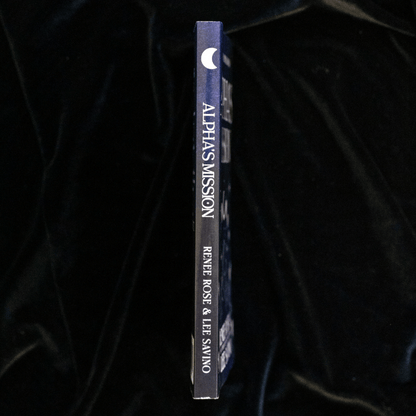 ALPHA'S MISSION
RENEE ROSE & LEE SAVINO